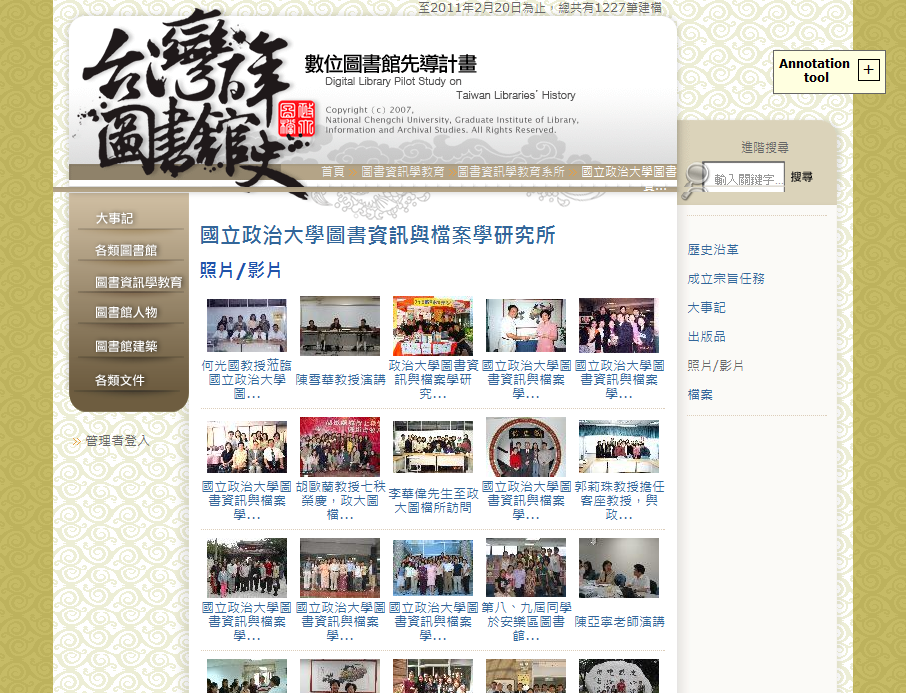 至2011年2月20日為止，總共有1227筆建檔
台灣百年
圖書館史
數位圖書館先導計畫
Digital Library Pilot Study on
Taiwan Libraries' History
Copyright (c) 2007,
National Chengchi University, Graduate Institute of Library,
Information and Archival Studies. All Rights Reserved.
Annotation
tool
+
進階搜尋
輸入關鍵字...
搜尋
首頁 圖書資訊學教育 圖書資訊學教育系所 國立政治大學圖書
資...
大事記
各類圖書館
圖書資訊學教育
圖書館人物
圖書館建築
各類文件
» 管理者登入
國立政治大學圖書資訊與檔案學研究所
照片/影片
何光國教授蒞臨
國立政治大學
圖...
陳雪華教授演講
政治大學圖書資
訊與檔案學研
究...
國立政治大學圖
書資訊與檔案
學...
國立政治大學圖
書資訊與檔案
學...
國立政治大學圖
書資訊與檔案
學...
胡歐蘭教授七秩
榮慶，政大圖
檔...
李華偉先生至政
大圖檔所訪問
國立政治大學圖
書資訊與檔案
學...
郭莉珠教授擔任
客座教授，與
政...
國立政治大學圖
書資訊與檔案
學...
國立政治大學圖
書資訊與檔案
學...
國立政治大學圖
書資訊與檔案
學...
第八、九屆同學
於安樂區圖書
館...
陳亞寧老師演講
歷史沿革
成立宗旨任務
大事記
出版品
照片/影片
檔案